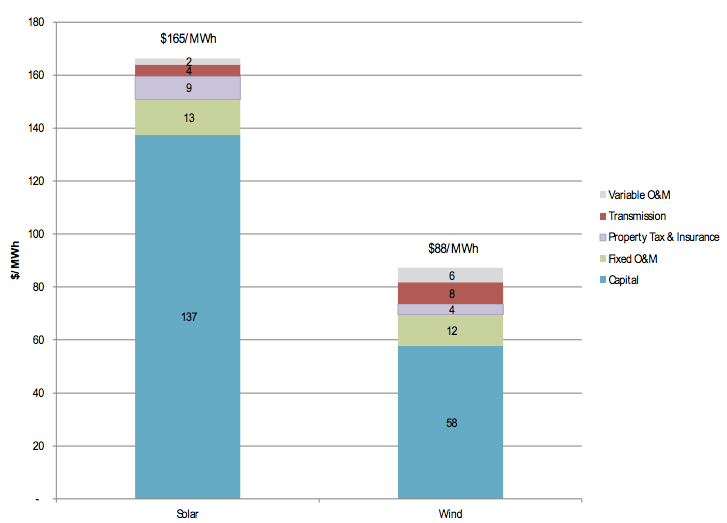 180
160
140
120
100
80
60
40
20
-
$/MWh
$165/MWh
2
4
9
13
137
$88/MWh
6
8
4
12
58
Solar
Wind
Variable O&M
Transmission
Property Tax & Insurance
Fixed O&M
Capital